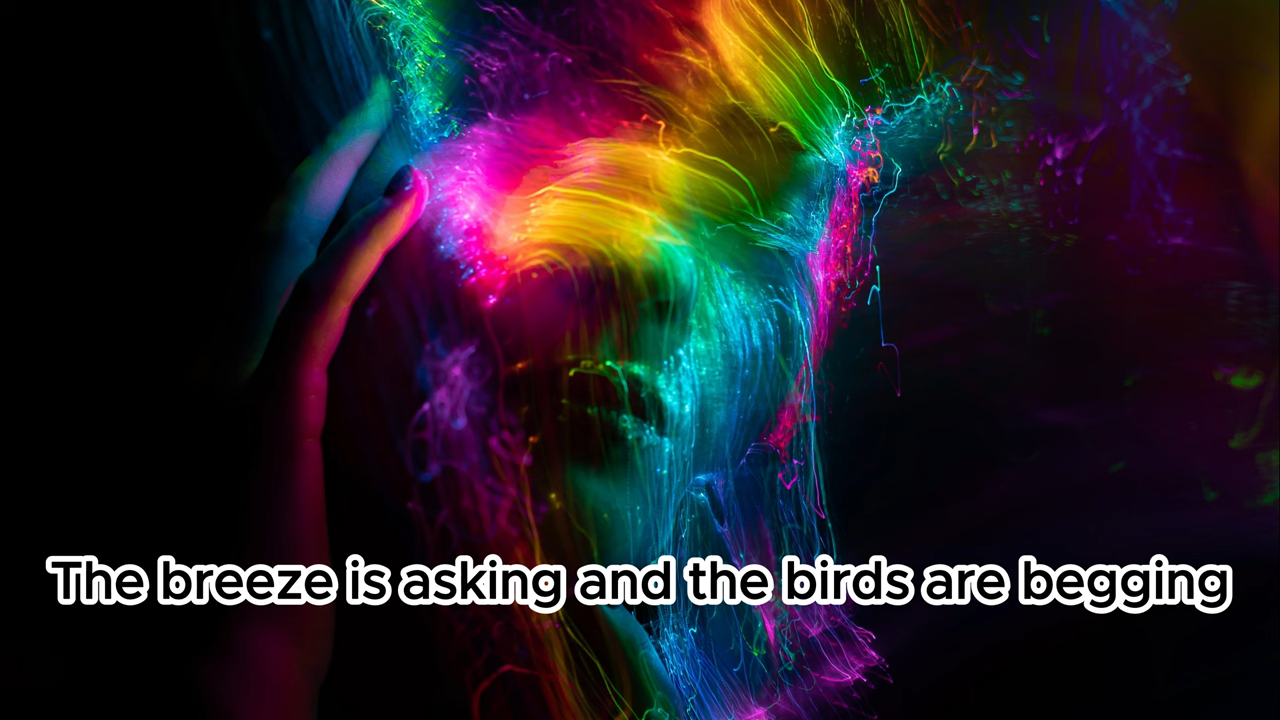 The breeze is asking and the birds are begging